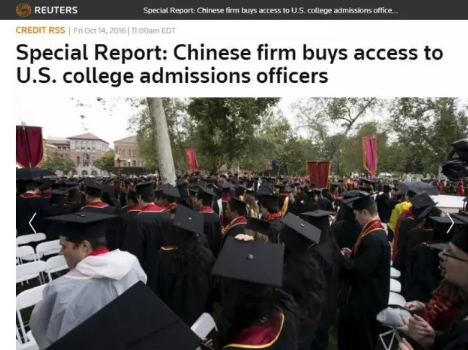 REUTERS Special Report: Chinese firm buys access to U.S. college admissions office...
CREDIT RSS | Fri Oct 14, 2016 | 11:00am EDT
Special Report: Chinese firm buys access to
U.S. college admissions officers